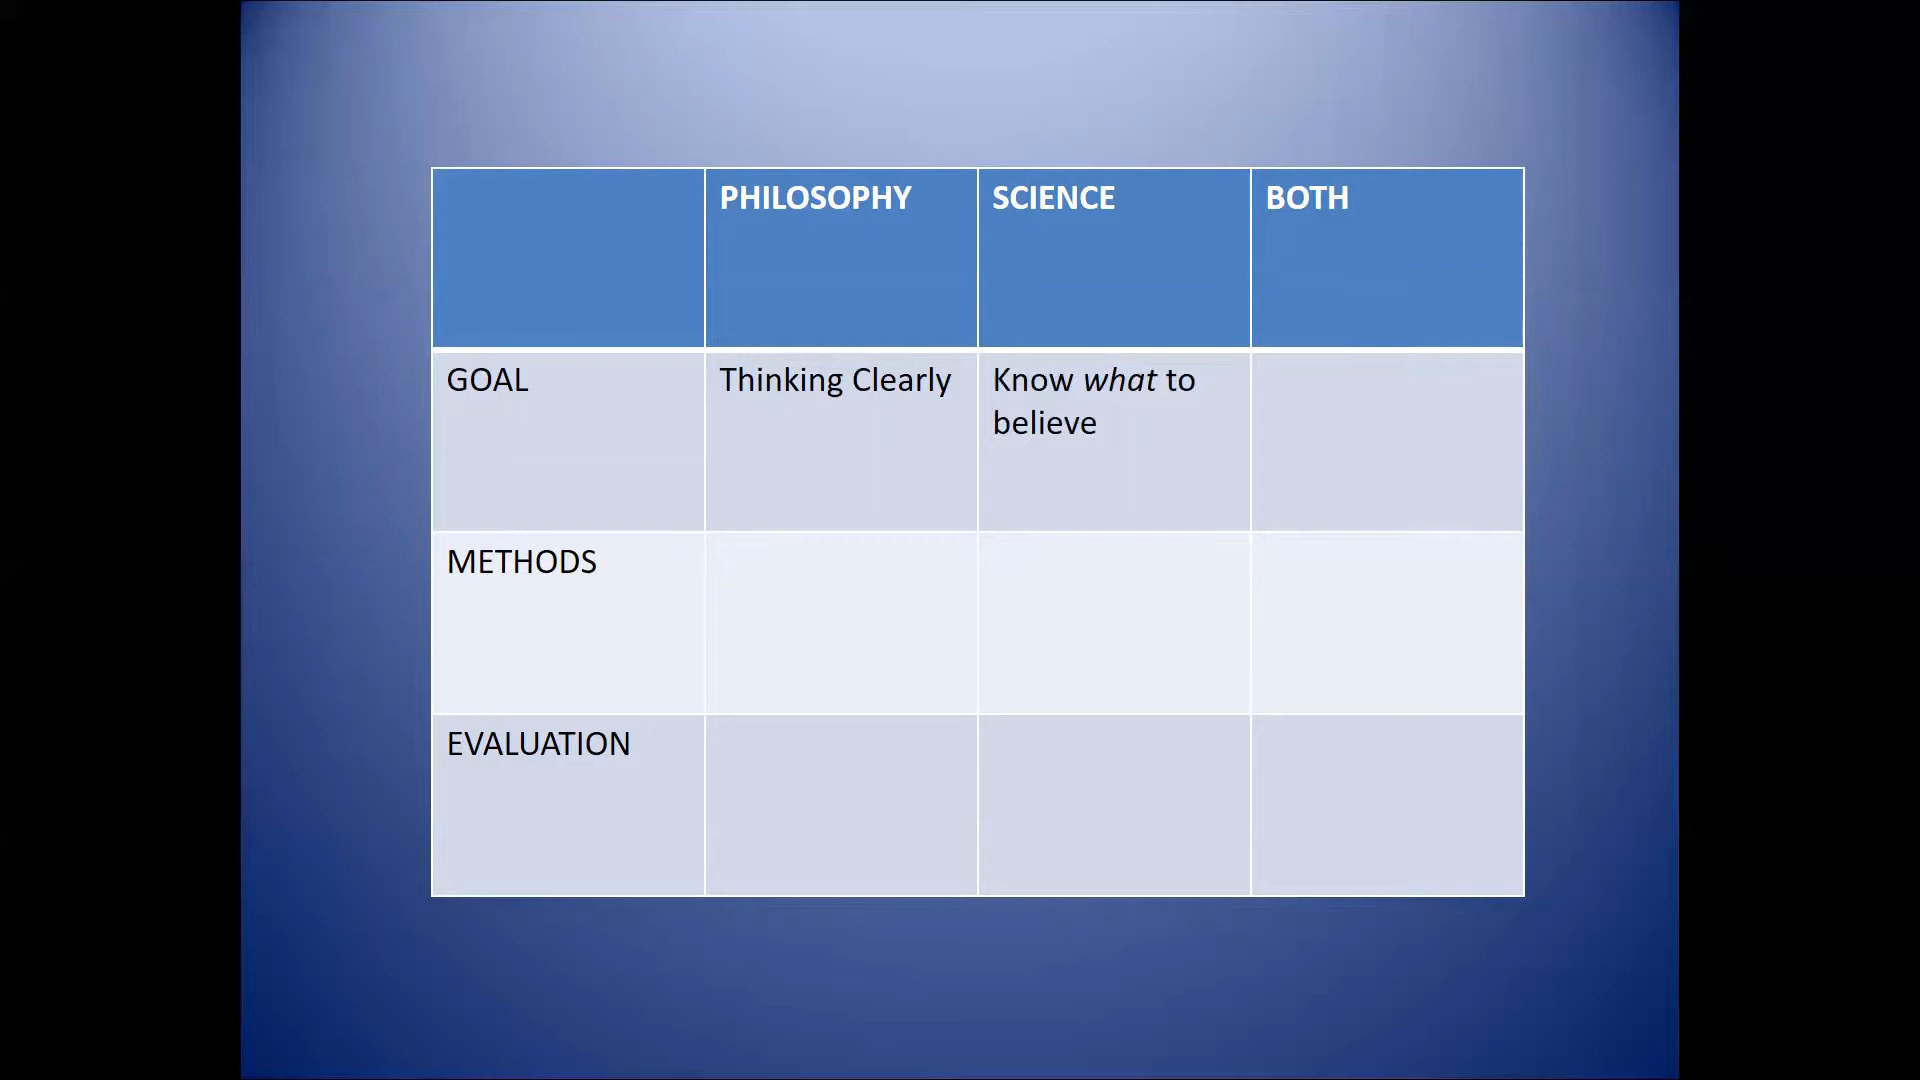 PHILOSOPHY SCIENCE BOTH
GOAL Thinking Clearly Know what to
believe
METHODS
EVALUATION